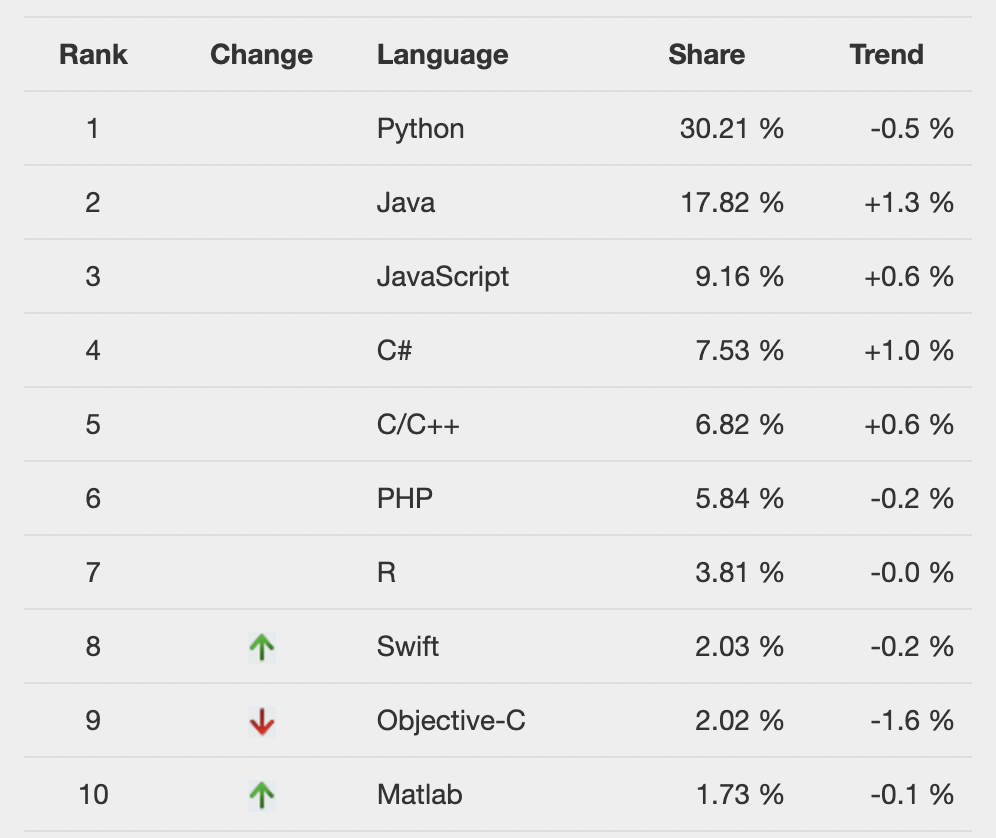 Rank Change Language Share Trend
1 Python 30.21 % -0.5 %
2 Java 17.82 % +1.3 %
3 JavaScript 9.16 % +0.6 %
4 C# 7.53 % +1.0 %
5 C/C++ 6.82 % +0.6 %
6 PHP 5.84 % -0.2 %
7 R 3.81 % -0.0 %
8 Swift 2.03 % -0.2 %
9 Objective-C 2.02 % -1.6 %
10 Matlab 1.73 % -0.1 %